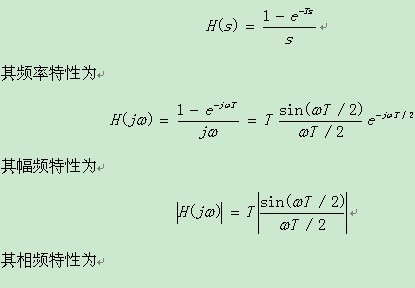 H(s) = (1 - e^{-Ts}) / s
其频率特性为
H(jω) = (1 - e^{-jωT}) / jω = T (sin(ωT / 2)) / (ωT / 2) e^{-jωT / 2}
其幅频特性为
|H(jω)| = T |sin(ωT / 2) / (ωT / 2)|
其相频特性为